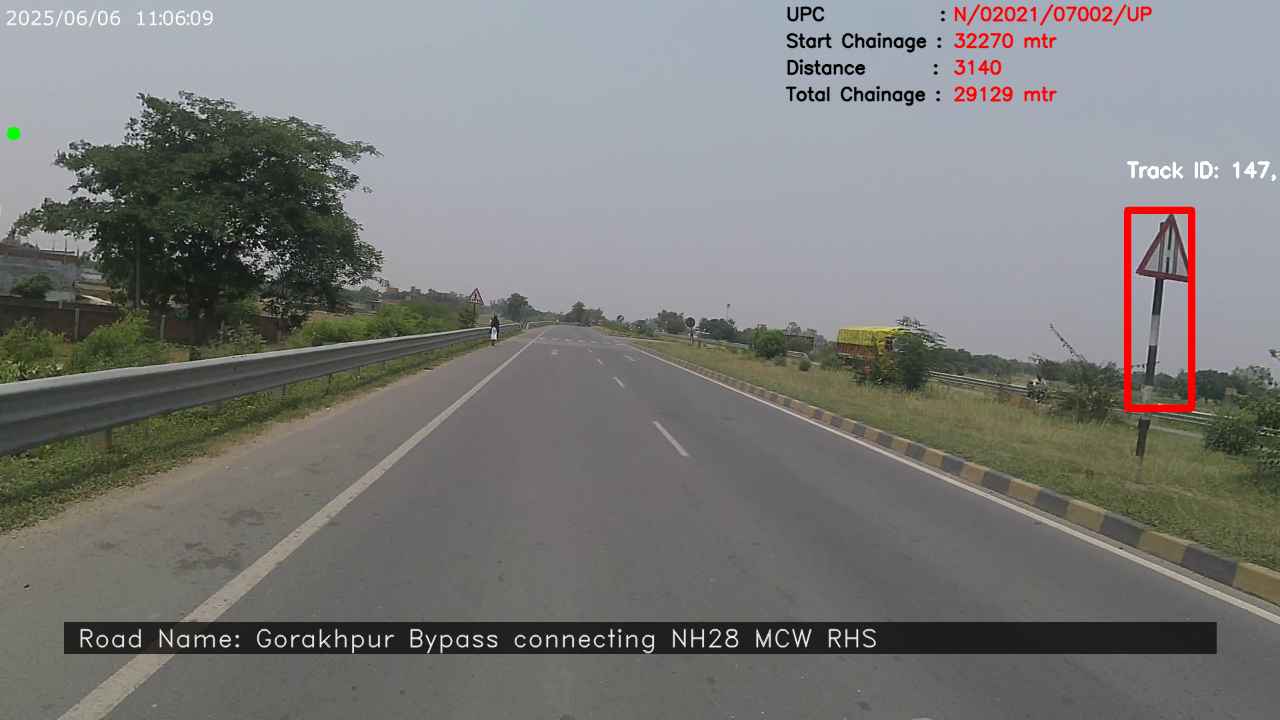 2025/06/06 11:06:09
UPC : N/02021/07002/UP
Start Chainage : 32270 mtr
Distance : 3140
Total Chainage : 29129 mtr
Track ID: 147,
Road Name: Gorakhpur Bypass connecting NH28 MCW RHS